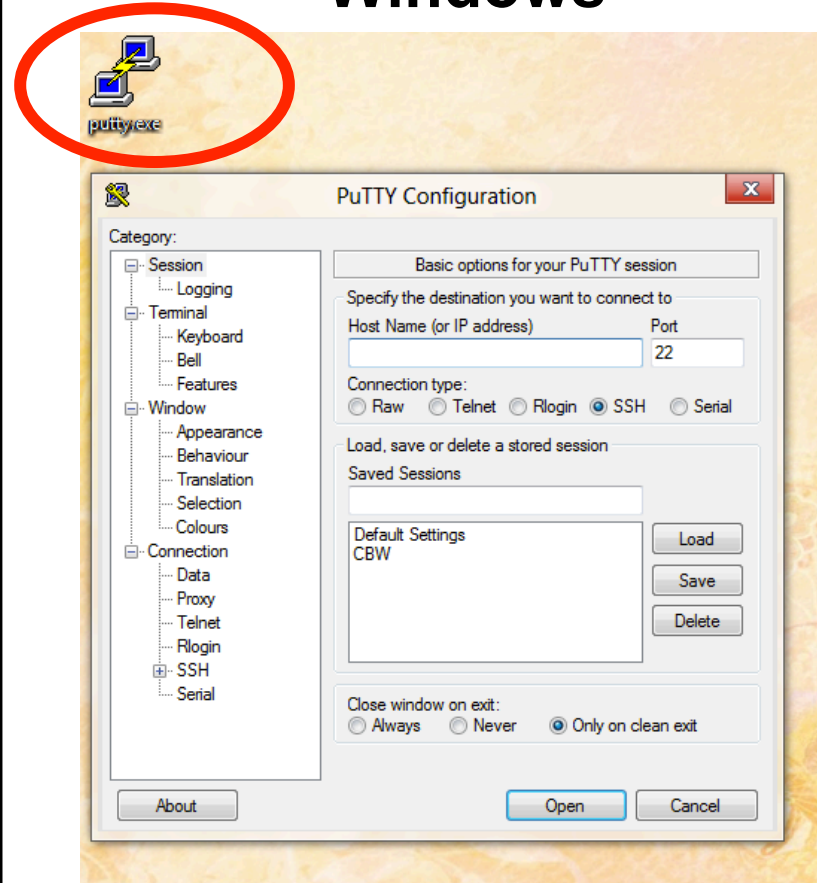 Windows
putty.exe
PuTTY Configuration
x
Category:
Session
Logging
Terminal
Keyboard
Bell
Features
Window
Appearance
Behaviour
Translation
Selection
Colours
Connection
Data
Proxy
Telnet
Rlogin
SSH
Serial
Basic options for your PuTTY session
Specify the destination you want to connect to
Host Name (or IP address) Port
22
Connection type:
Raw Telnet Rlogin SSH Serial
Load, save or delete a stored session
Saved Sessions
Default Settings
CBW
Load
Save
Delete
Close window on exit:
Always Never Only on clean exit
About Open Cancel